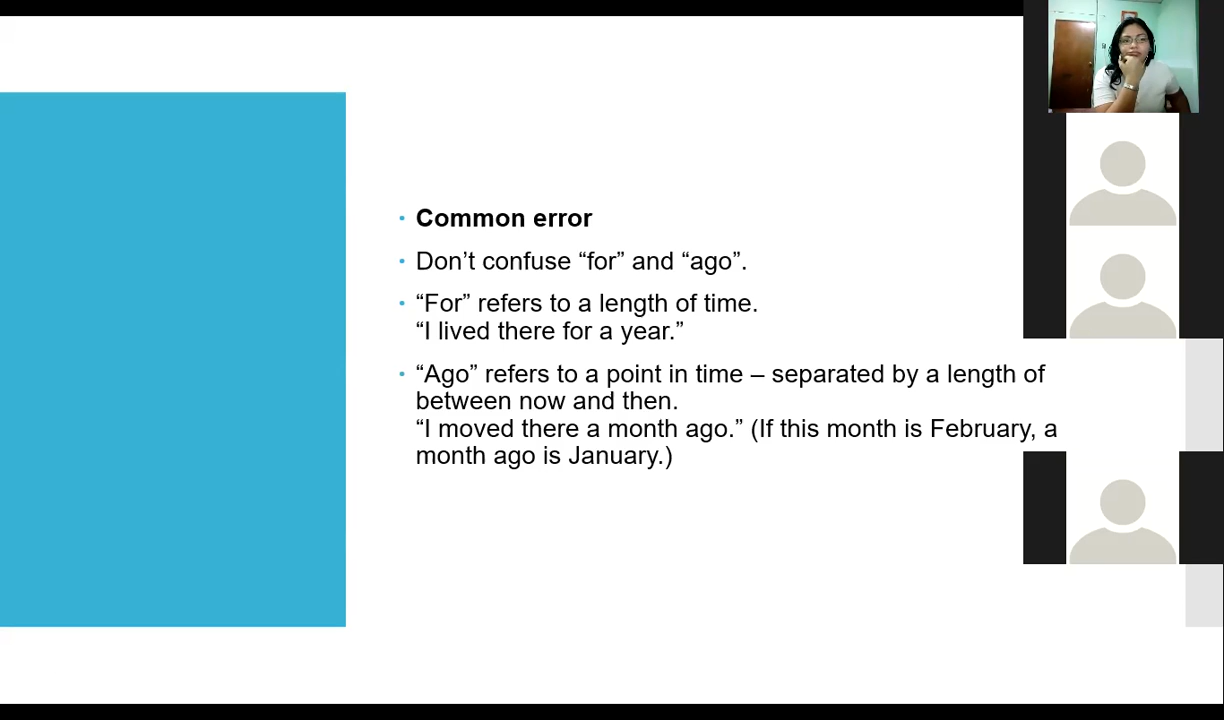 Common error
Don’t confuse “for” and “ago”.
“For” refers to a length of time.
“I lived there for a year.”
“Ago” refers to a point in time – separated by a length of
between now and then.
“I moved there a month ago.” (If this month is February, a
month ago is January.)